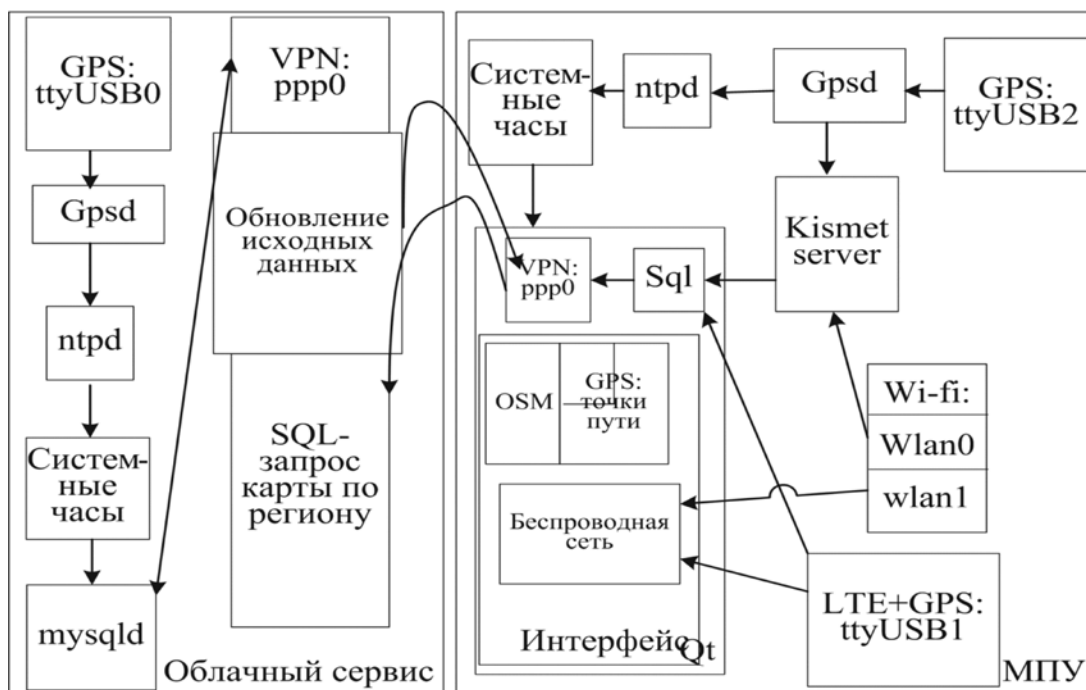 GPS:
ttyUSB0
Gpsd
ntpd
Систем-
ные
часы
mysqld
VPN:
ppp0
Обновление
исходных
данных
SQL-
запрос
карты по
региону
Облачный сервис
Систем-
ные
часы
ntpd
Gpsd
GPS:
ttyUSB2
Kismet
server
VPN:
ppp0
Sql
OSM
GPS:
точки
пути
Беспроводная
сеть
Интерфейс
Qt
Wi-fi:
Wlan0
wlan1
LTE+GPS:
ttyUSB1
МПУ